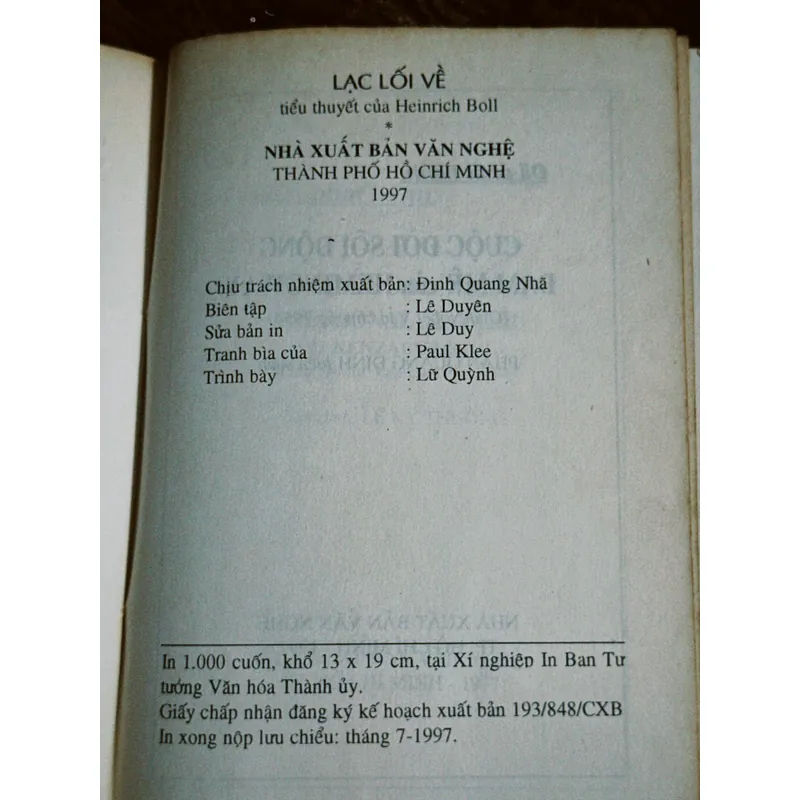 LẠC LỐI VỀ
tiểu thuyết của Heinrich Boll
*
NHÀ XUẤT BẢN VĂN NGHỆ
THÀNH PHỐ HỒ CHÍ MINH
1997
Chịu trách nhiệm xuất bản: Đinh Quang Nhã
Biên tập : Lê Duyên
Sửa bản in : Lê Duy
Tranh bìa của : Paul Klee
Trình bày : Lữ Quỳnh
In 1.000 cuốn, khổ 13 x 19 cm, tại Xí nghiệp In Ban Tư
tưởng Văn hóa Thành ủy.
Giấy chấp nhận đăng ký kế hoạch xuất bản 193/848/CXB
In xong nộp lưu chiểu: tháng 7-1997.